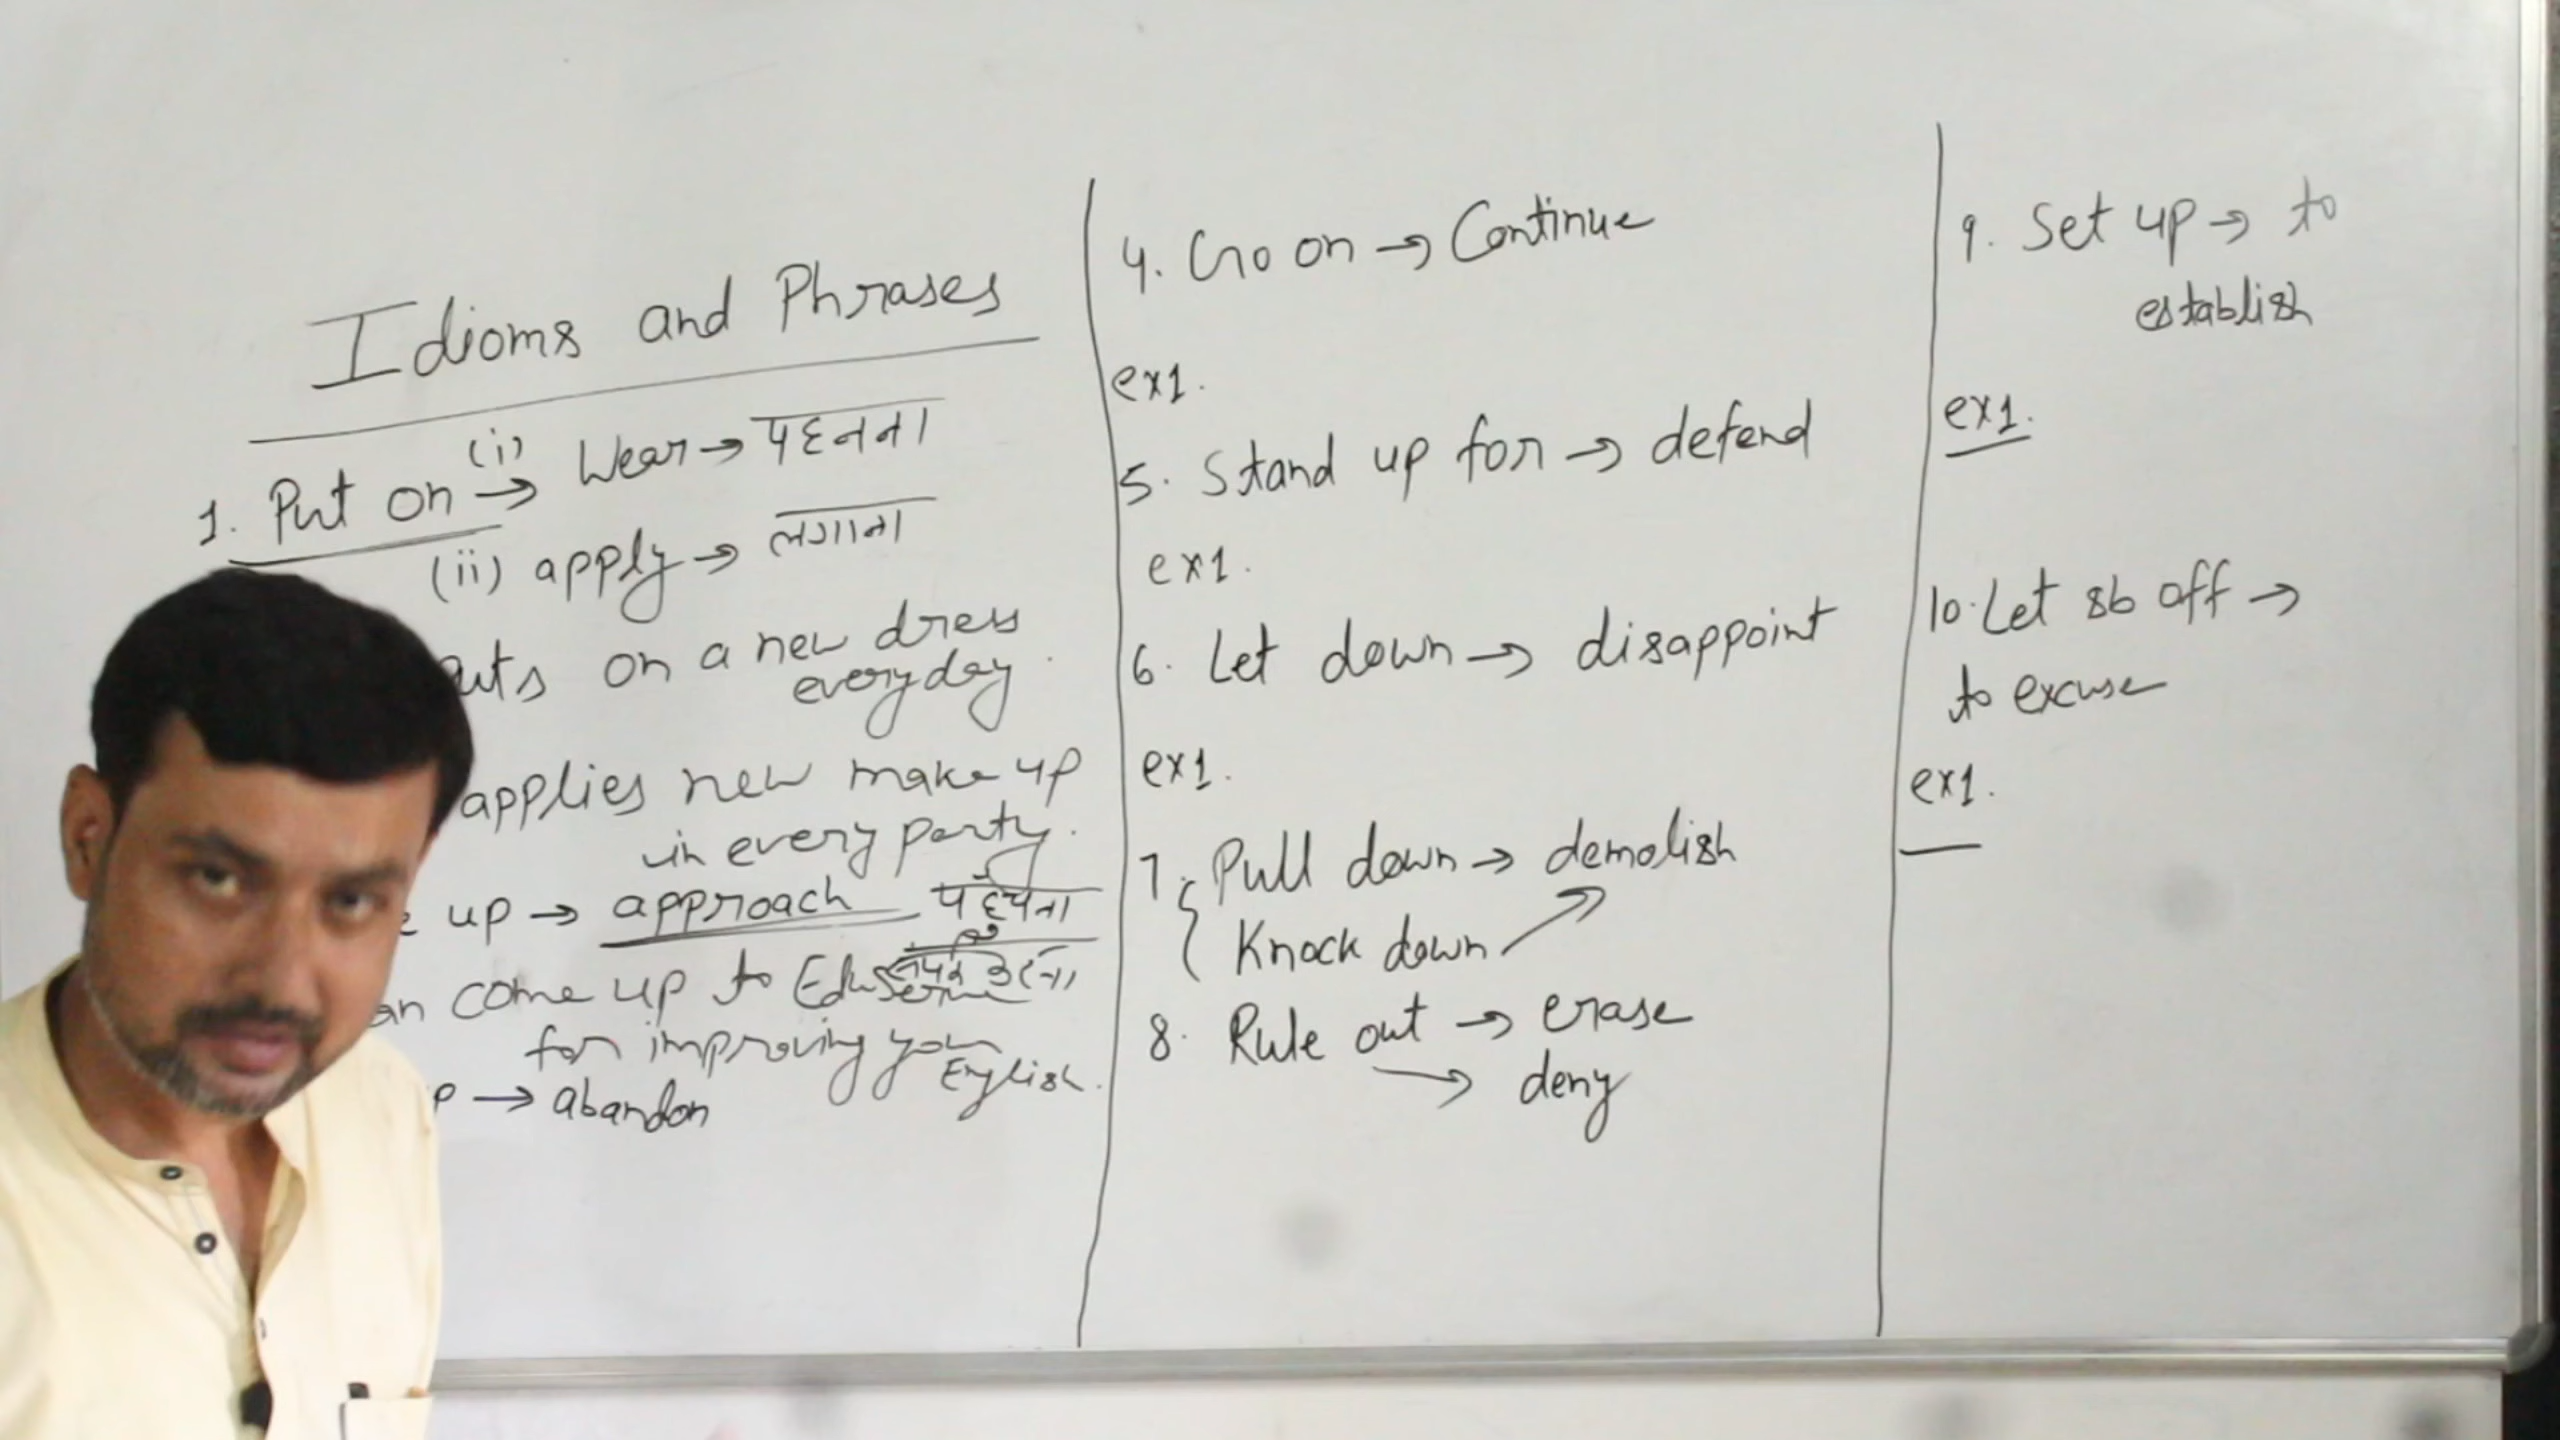 Idioms and Phrases
1. Put on (i) → Wear → पहनना
(ii) apply → लगाना
on a new dress
everyday.
applies new make up
in every party.
up → approach पहुँचना
come up to
for improving your
English.
→ abandon
4. Go on → Continue
ex1.
5. Stand up for → defend
ex1.
6. Let down → disappoint
ex1.
7. Pull down → demolish
Knock down
8. Rule out → erase
→ deny
9. Set up → to
establish
ex1.
10. Let sb off →
to excuse
ex1.